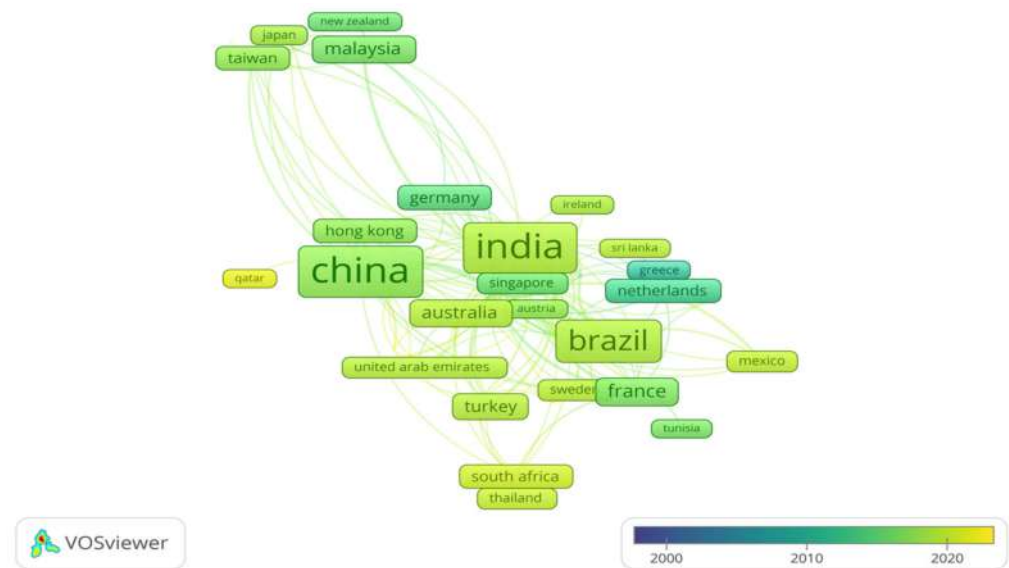 new zealand
japan
malaysia
taiwan
germany
ireland
hong kong
india
sri lanka
china
greece
qatar
singapore
netherlands
australia
austria
brazil
united arab emirates
mexico
sweden
france
turkey
tunisia
south africa
thailand
VOSviewer
2000
2010
2020